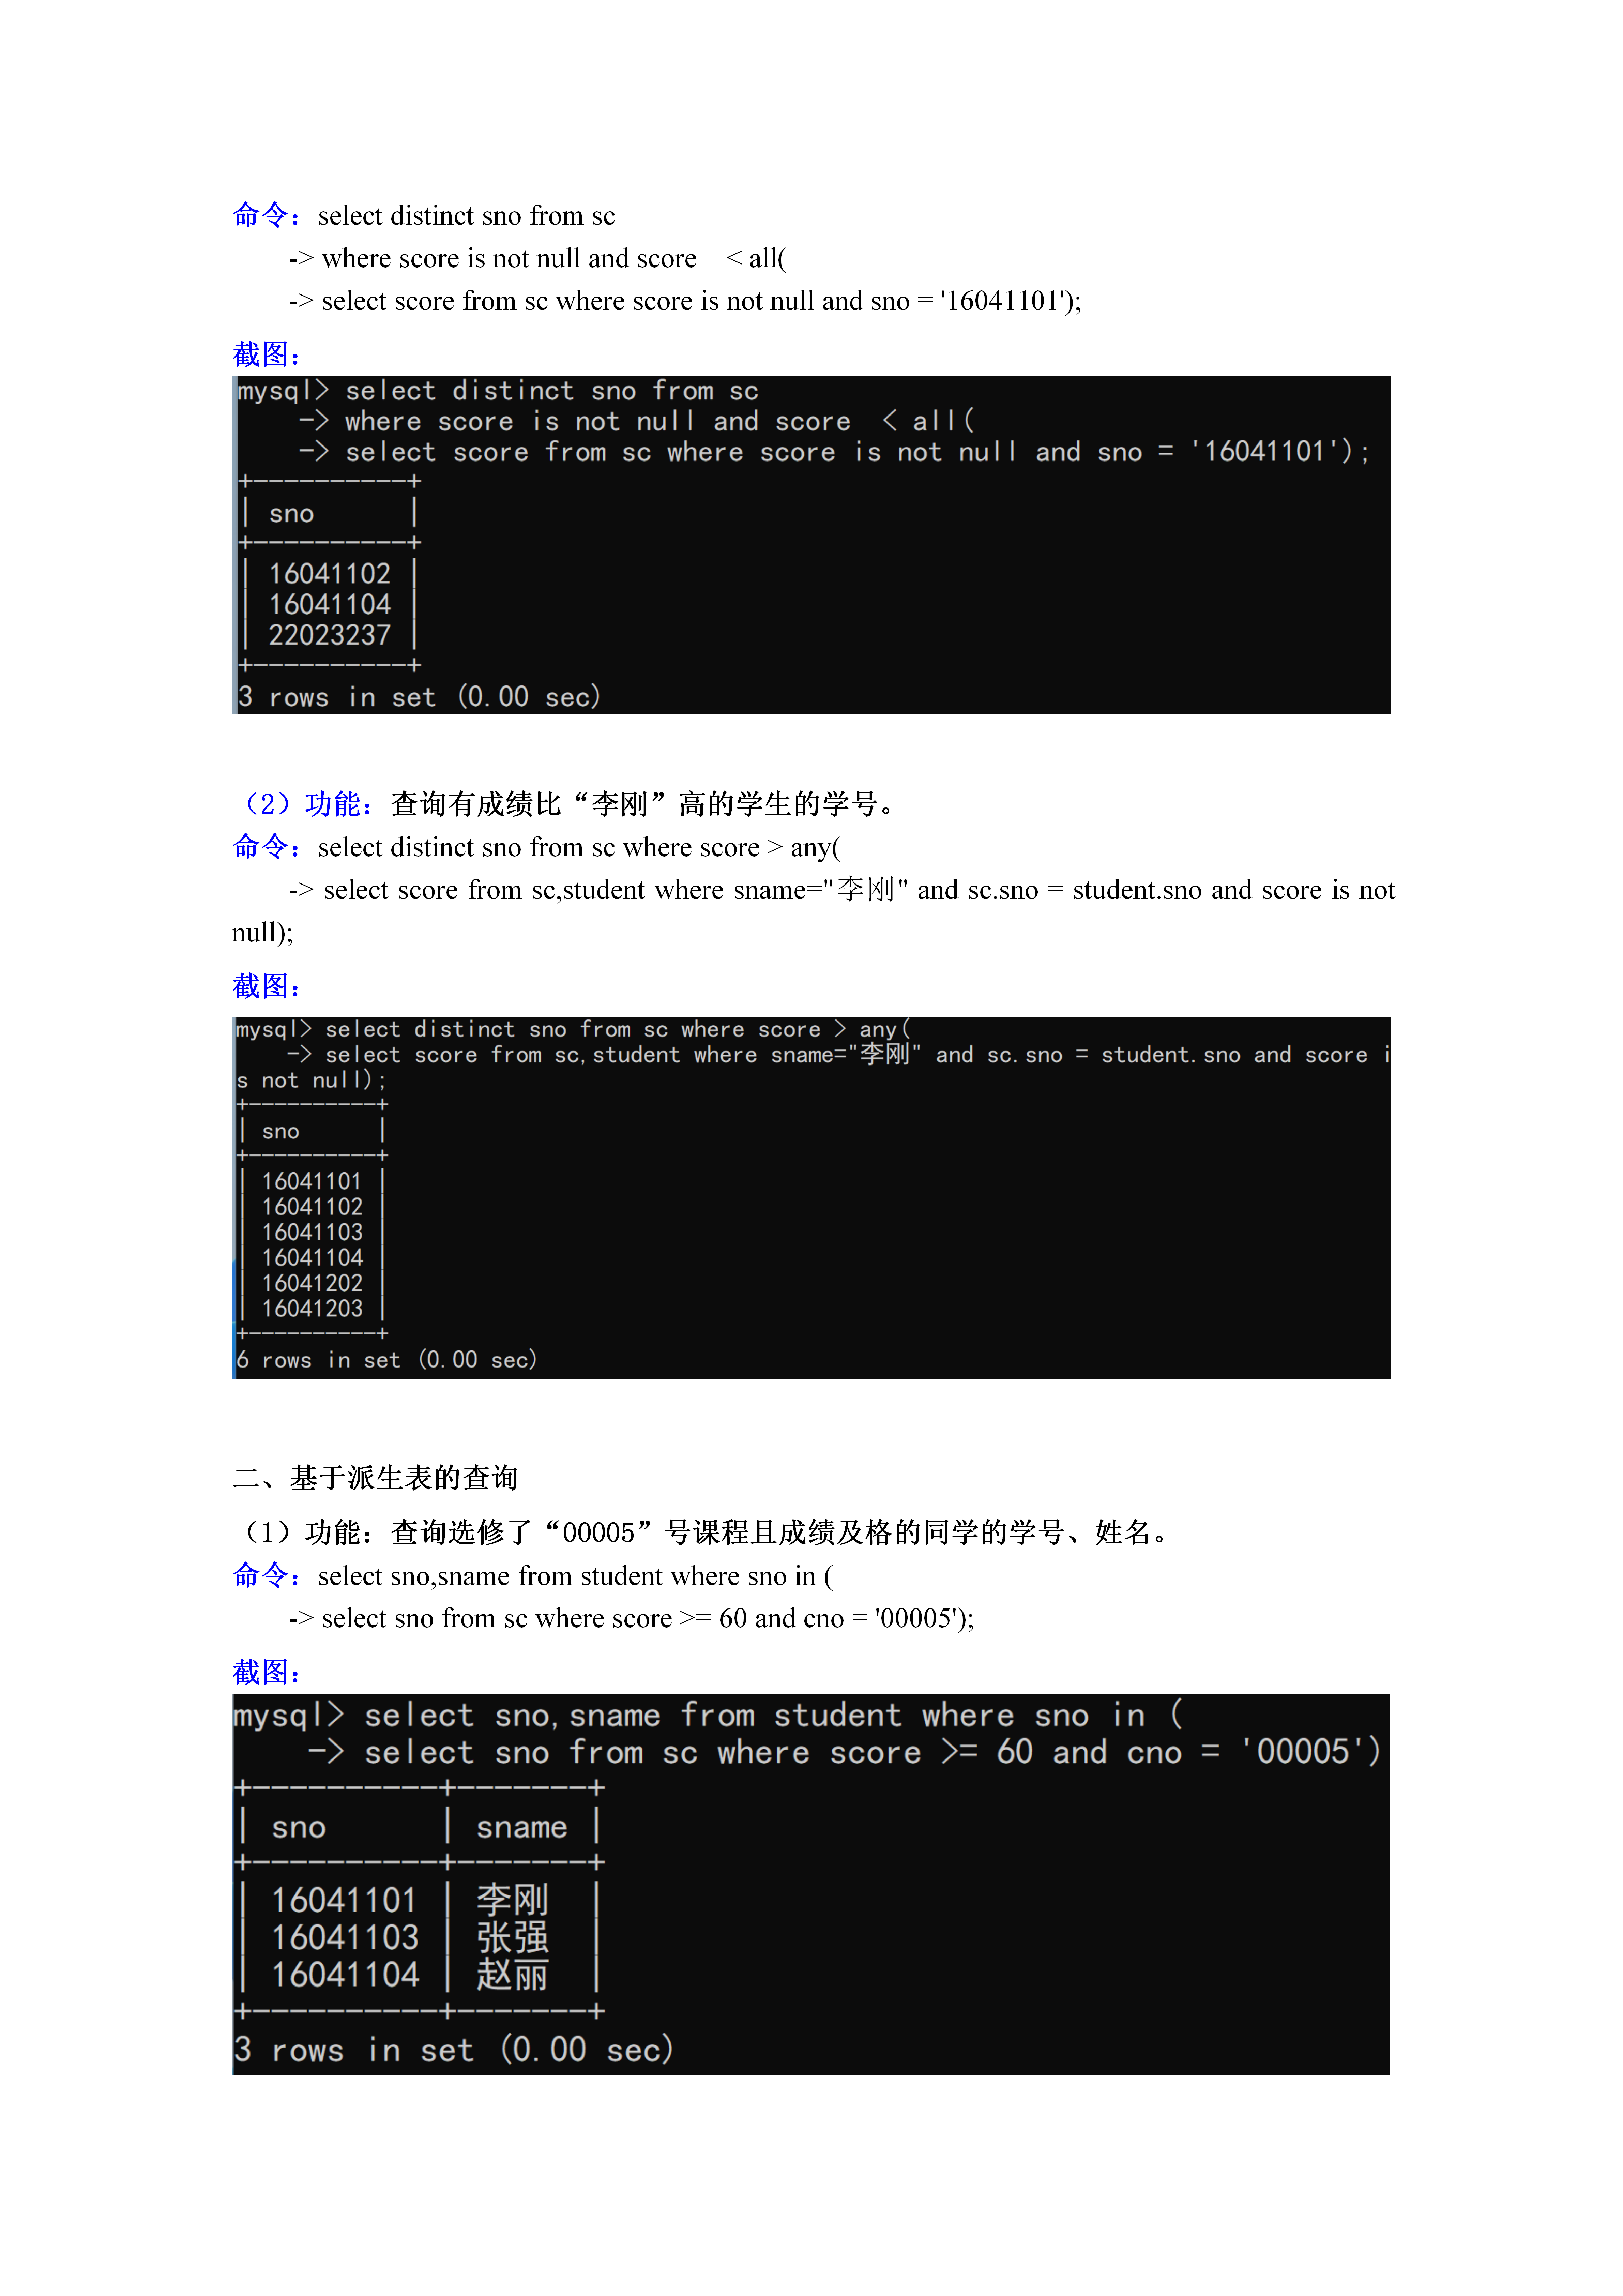 命令：select distinct sno from sc
-> where score is not null and score < all(
-> select score from sc where score is not null and sno = '16041101');
截图：
mysql> select distinct sno from sc
-> where score is not null and score < all(
-> select score from sc where score is not null and sno = '16041101');
+----------+
| sno |
+----------+
| 16041102 |
| 16041104 |
| 22023237 |
+----------+
3 rows in set (0.00 sec)
（2）功能：查询有成绩比“李刚”高的学生的学号。
命令：select distinct sno from sc where score > any(
-> select score from sc,student where sname="李刚" and sc.sno = student.sno and score is not
null);
截图：
mysql> select distinct sno from sc where score > any(
-> select score from sc,student where sname="李刚" and sc.sno = student.sno and score i
s not null);
+----------+
| sno |
+----------+
| 16041101 |
| 16041102 |
| 16041103 |
| 16041104 |
| 16041202 |
| 16041203 |
+----------+
6 rows in set (0.00 sec)
二、基于派生表的查询
（1）功能：查询选修了“00005”号课程且成绩及格的同学的学号、姓名。
命令：select sno,sname from student where sno in (
-> select sno from sc where score >= 60 and cno = '00005');
截图：
mysql> select sno,sname from student where sno in (
-> select sno from sc where score >= 60 and cno = '00005')
+----------+-------+
| sno | sname |
+----------+-------+
| 16041101 | 李刚 |
| 16041103 | 张强 |
| 16041104 | 赵丽 |
+----------+-------+
3 rows in set (0.00 sec)